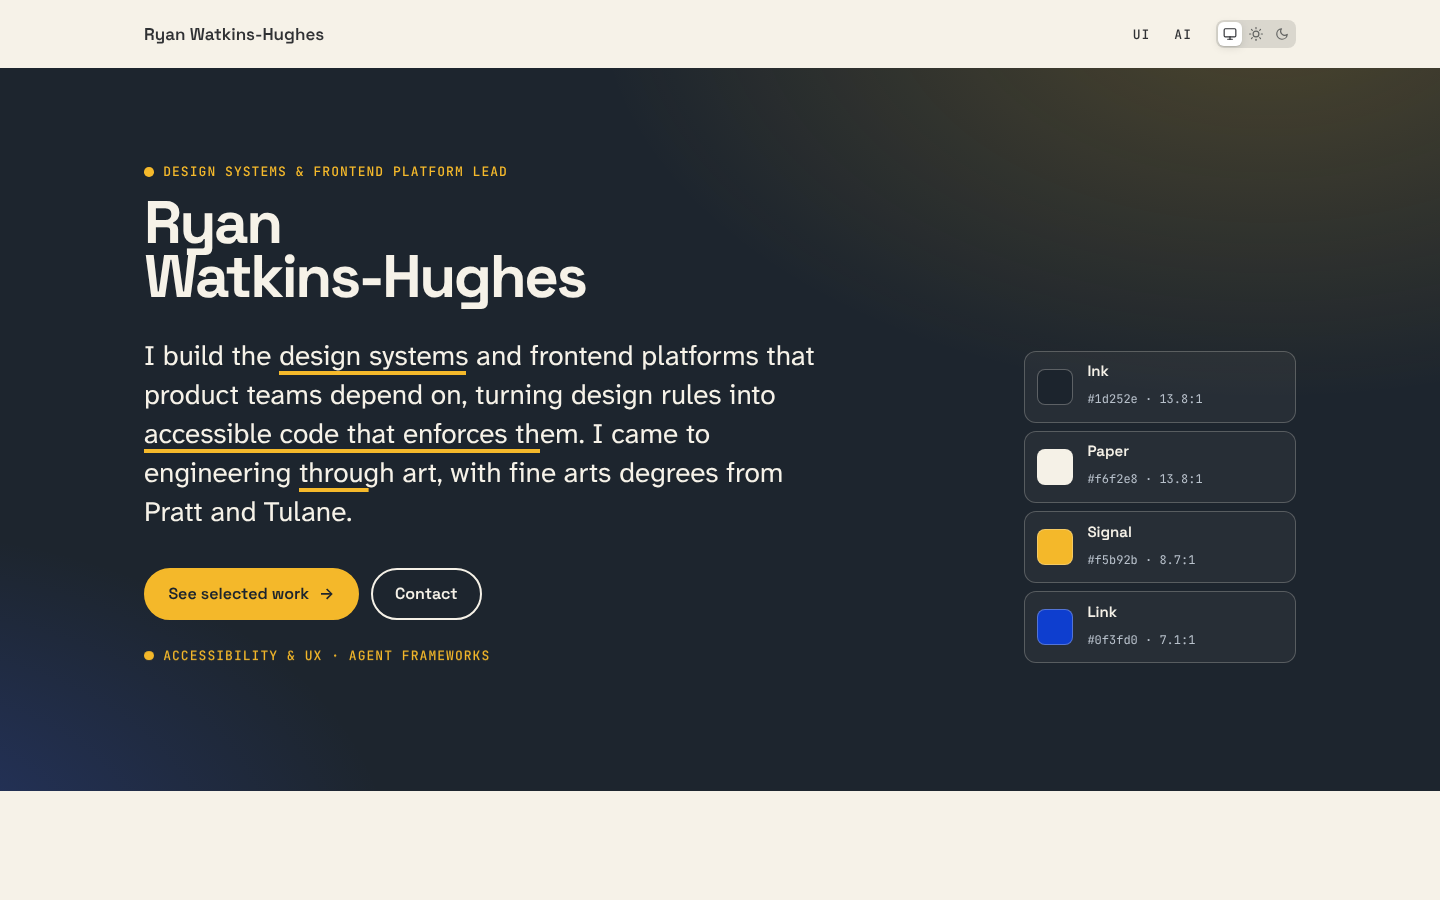 Ryan Watkins-Hughes
UI AI
DESIGN SYSTEMS & FRONTEND PLATFORM LEAD
Ryan
Watkins-Hughes
I build the design systems and frontend platforms that
product teams depend on, turning design rules into
accessible code that enforces them. I came to
engineering through art, with fine arts degrees from
Pratt and Tulane.
See selected work →
Contact
ACCESSIBILITY & UX · AGENT FRAMEWORKS
Ink
#1d252e · 13.8:1
Paper
#f6f2e8 · 13.8:1
Signal
#f5b92b · 8.7:1
Link
#0f3fd0 · 7.1:1